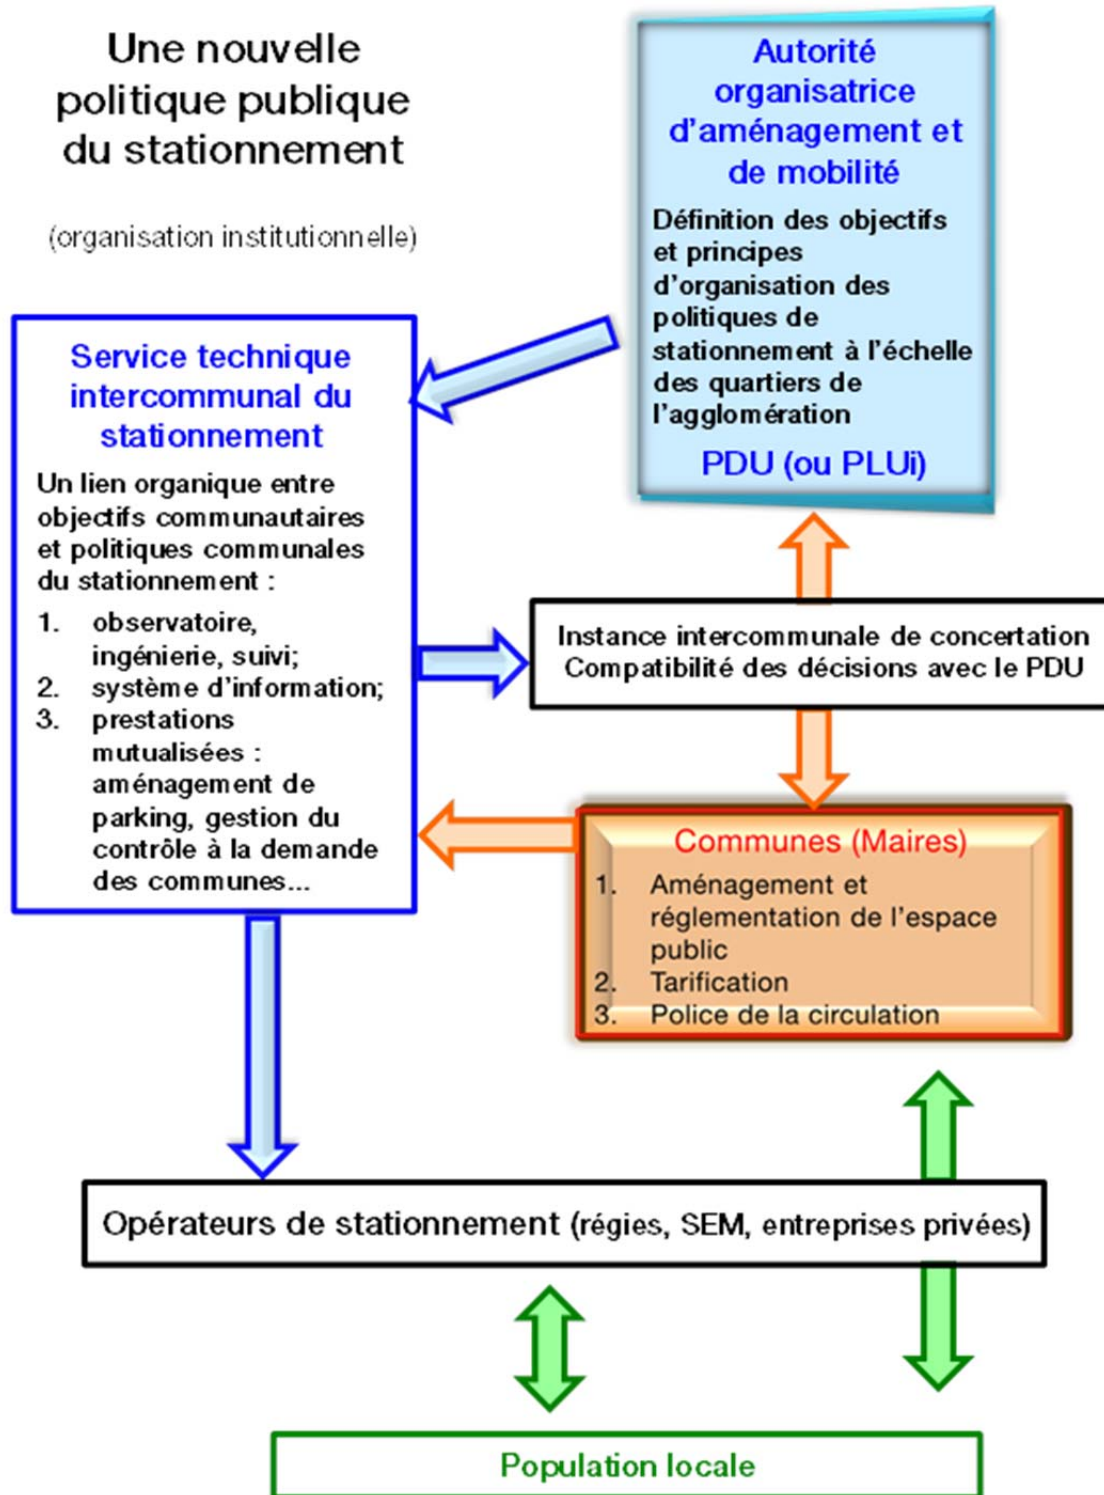 Une nouvelle
politique publique
du stationnement
(organisation institutionnelle)
Autorité
organisatrice
d'aménagement et
de mobilité
Définition des objectifs
et principes
d'organisation des
politiques de
stationnement à l'échelle
des quartiers de
l'agglomération
PDU (ou PLUi)
Service technique
intercommunal du
stationnement
Un lien organique entre
objectifs communautaires
et politiques communales
du stationnement :
1. observatoire,
ingénierie, suivi;
2. système d'information;
3. prestations
mutualisées :
aménagement de
parking, gestion du
contrôle à la demande
des communes...
Instance intercommunale de concertation
Compatibilité des décisions avec le PDU
Communes (Maires)
1. Aménagement et
réglementation de l'espace
public
2. Tarification
3. Police de la circulation
Opérateurs de stationnement (régies, SEM, entreprises privées)
Population locale